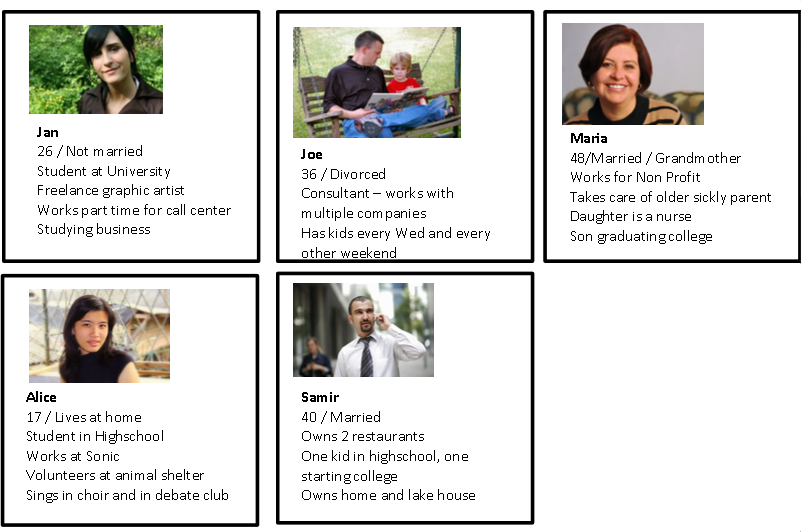 Jan
26 / Not married
Student at University
Freelance graphic artist
Works part time for call center
Studying business
Joe
36 / Divorced
Consultant – works with
multiple companies
Has kids every Wed and every
other weekend
Maria
48/Married / Grandmother
Works for Non Profit
Takes care of older sickly parent
Daughter is a nurse
Son graduating college
Alice
17 / Lives at home
Student in Highschool
Works at Sonic
Volunteers at animal shelter
Sings in choir and in debate club
Samir
40 / Married
Owns 2 restaurants
One kid in highschool, one
starting college
Owns home and lake house